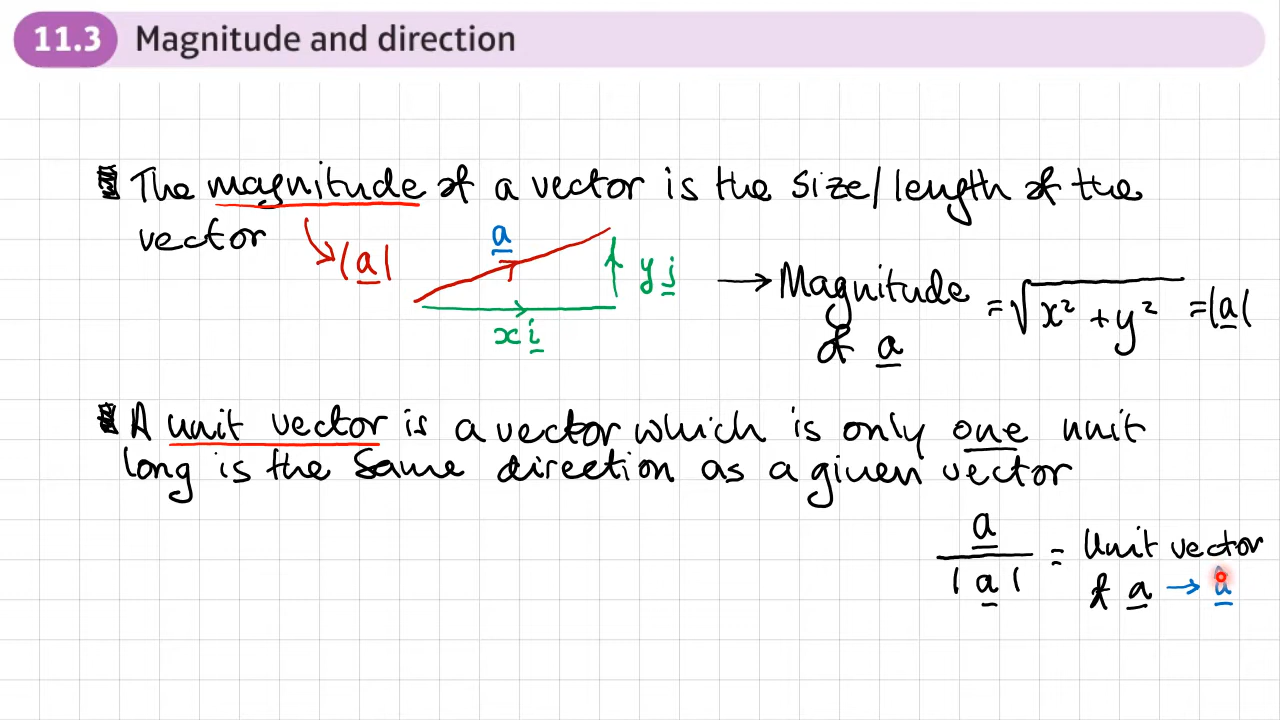 11.3 Magnitude and direction
The magnitude of a vector is the size/length of the
vector
|a|
a
y j
x i
→ Magnitude of a = √x² + y² = |a|
A unit vector is a vector which is only one unit
long is the same direction as a given vector
a / |a| = Unit vector
of a → â